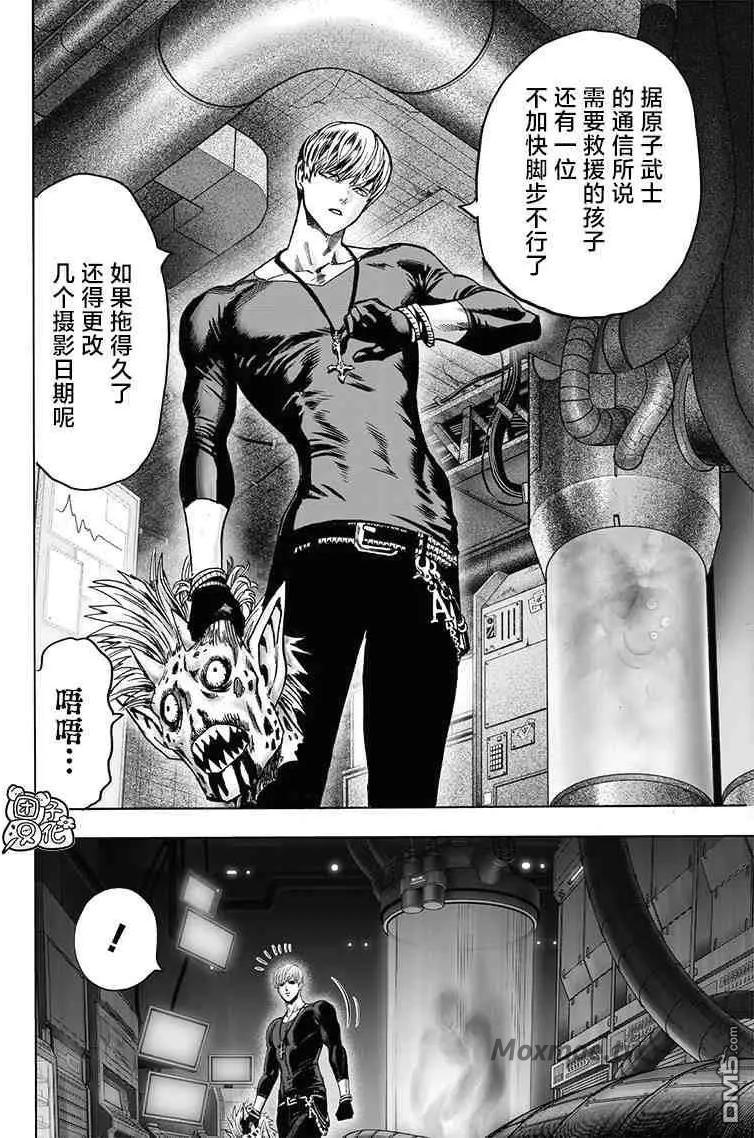 据原子武士
的通信所说
需要救援的孩子
还有一位
不加快脚步不行了
如果拖得久了
还得更改
几个摄影日期呢
唔唔…
!
DM5.com